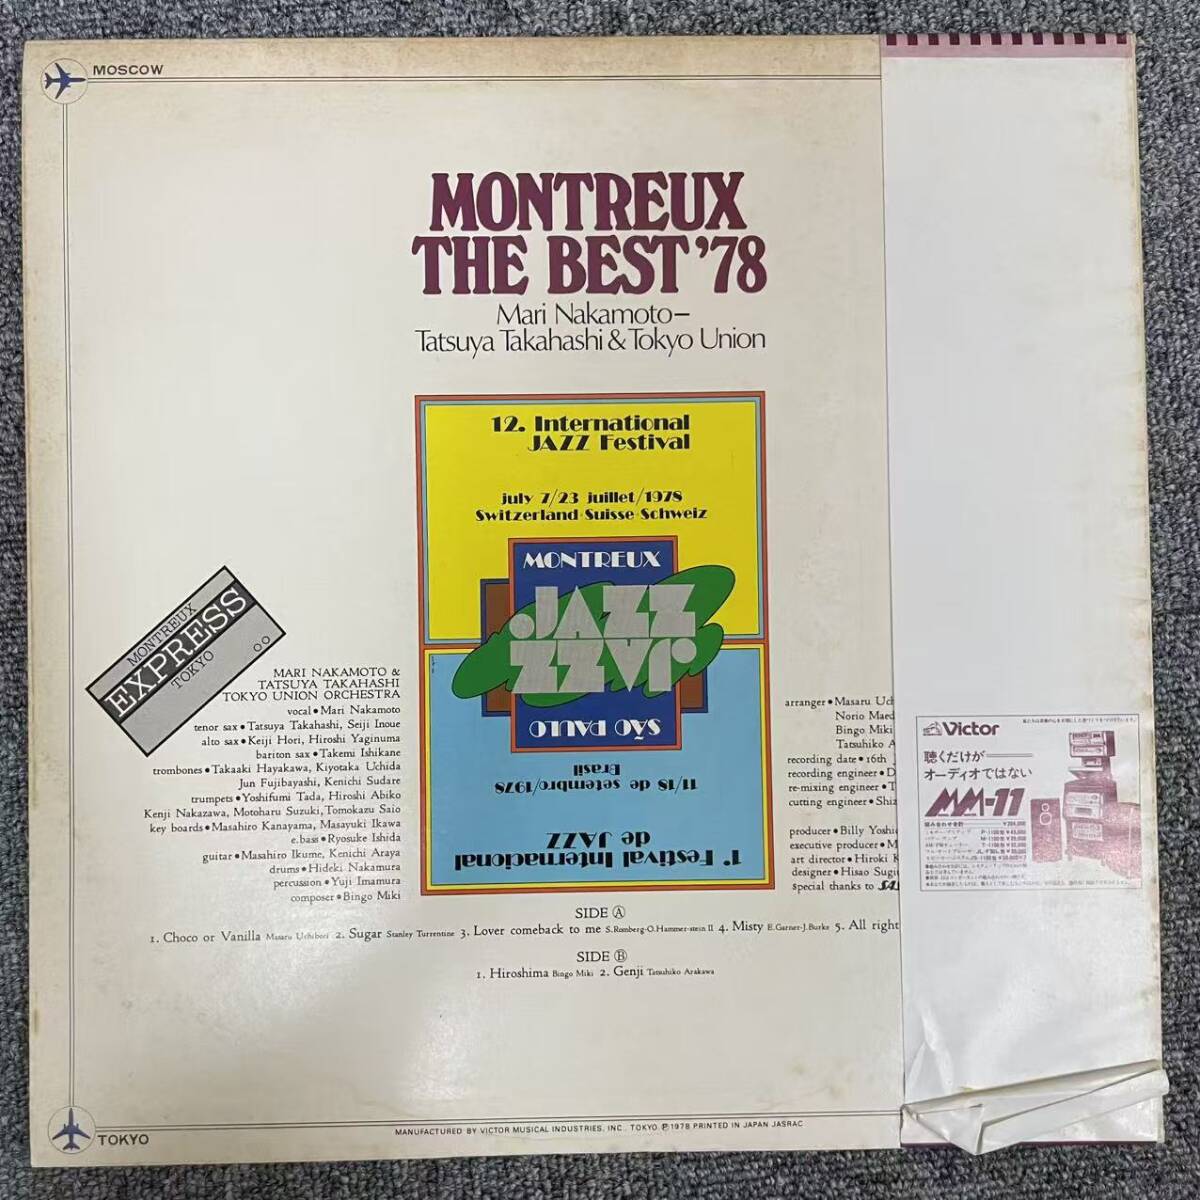 MOSCOW
MONTREUX
THE BEST '78
Mari Nakamoto—
Tatsuya Takahashi & Tokyo Union
12. International
JAZZ Festival
july 7/23 juillet/1978
Switzerland·Suisse·Schweiz
MONTREUX
JAZZ
JAZZ
SÃO PAULO
11/18 de setembro/1978
Brasil
1° Festival Internacional
de JAZZ
MONTREUX
EXPRESS
TOKYO
MARI NAKAMOTO &
TATSUYA TAKAHASHI
TOKYO UNION ORCHESTRA
vocal • Mari Nakamoto
tenor sax • Tatsuya Takahashi, Seiji Inoue
alto sax • Keiji Hori, Hiroshi Yaginuma
bariton sax • Takemi Ishikane
trombones • Takaaki Hayakawa, Kiyotaka Uchida
Jun Fujibayashi, Kenichi Sudare
trumpets • Yoshifumi Tada, Hiroshi Abiko
Kenji Nakazawa, Motoharu Suzuki, Tomokazu Saio
key boards • Masahiro Kanayama, Masayuki Ikawa
e.bass • Ryosuke Ishida
guitar • Masahiro Ikume, Kenichi Araya
drums • Hideki Nakamura
percussion • Yuji Imamura
composer • Bingo Miki
arranger • Masaru Uch
Norio Maed
Bingo Miki
Tatsuhiko A
recording date • 16th
recording engineer • D
re-mixing engineer • T
cutting engineer • Shiz
producer • Billy Yoshi
executive producer • M
art director • Hiroki K
designer • Hisao Sugi
special thanks to
SIDE Ⓐ
1. Choco or Vanilla Masaru Uchibori 2. Sugar Stanley Turrentine 3. Lover comeback to me S.Romberg-O.Hammer-stein II 4. Misty E.Garner-J.Burke 5. All right
SIDE Ⓑ
1. Hiroshima Bingo Miki 2. Genji Tatsuhiko Arakawa
Victor
聴くだけが
オーディオではない
MM-11
TOKYO
MANUFACTURED BY VICTOR MUSICAL INDUSTRIES, INC., TOKYO. Ⓟ 1978 PRINTED IN JAPAN JASRAC